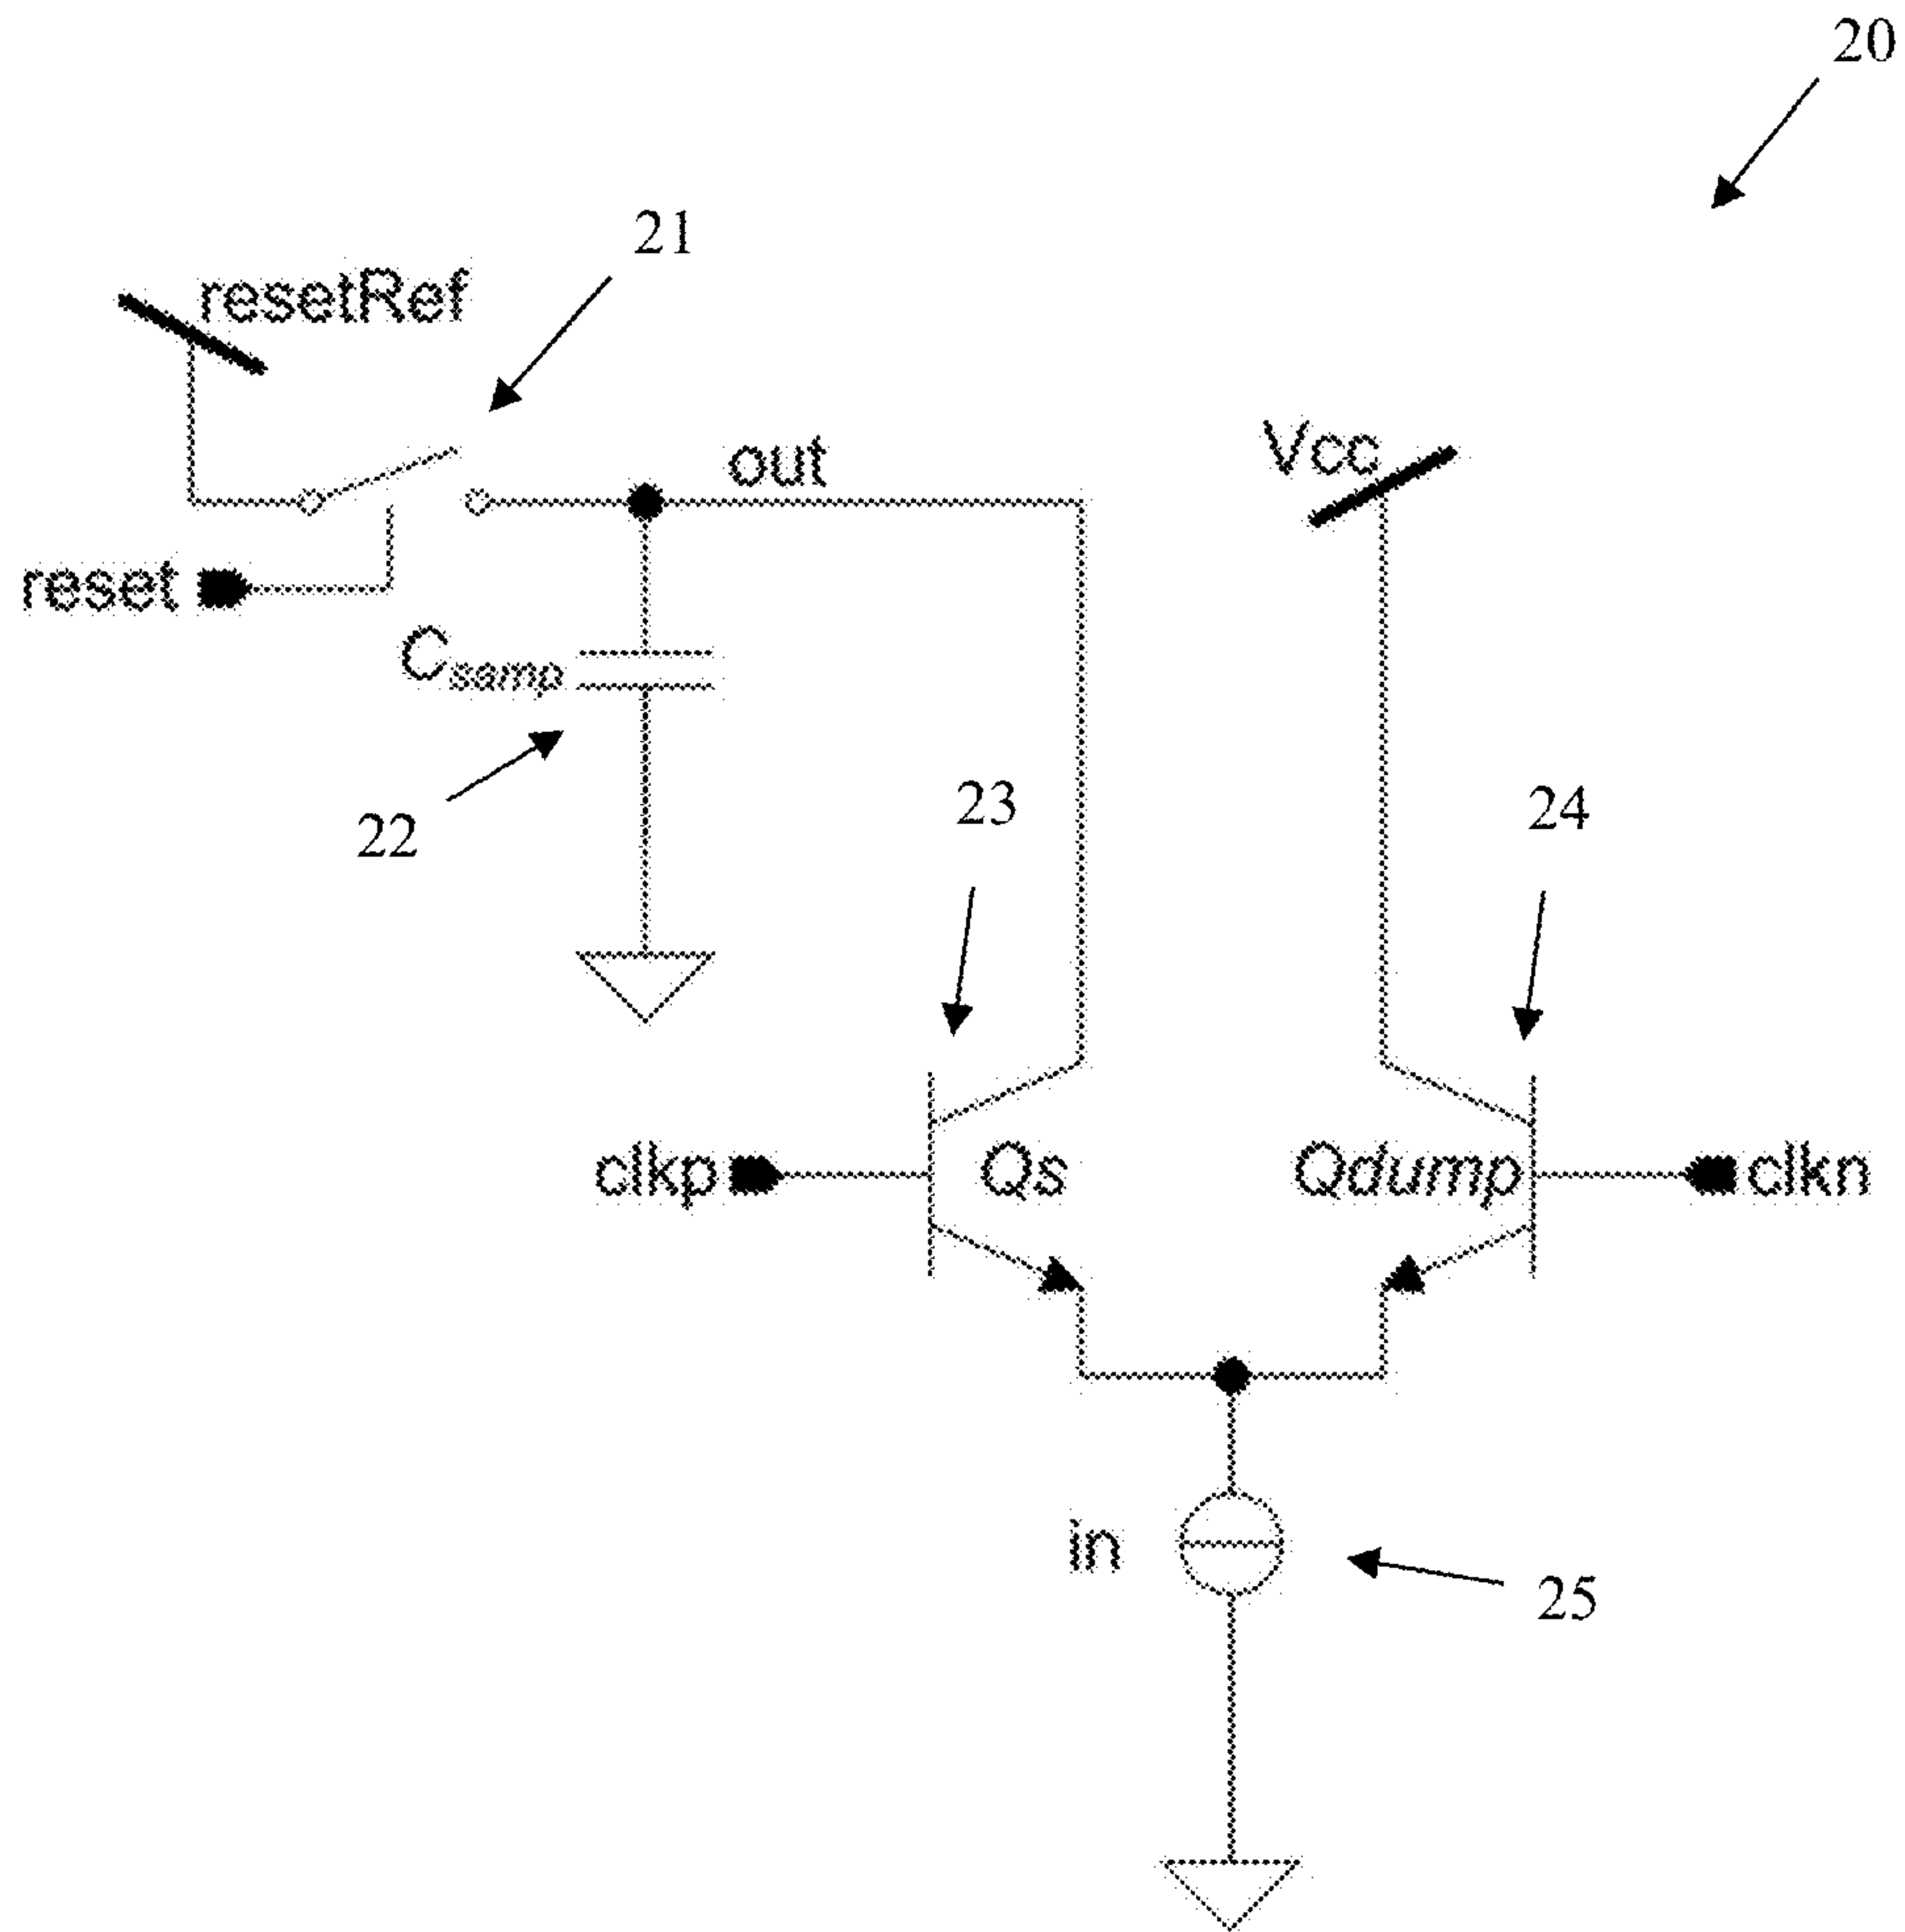 20
21
resetRef
out
Vcc
reset
Csamp
22
23
24
clkp
Qs
Qdump
clkn
in
25